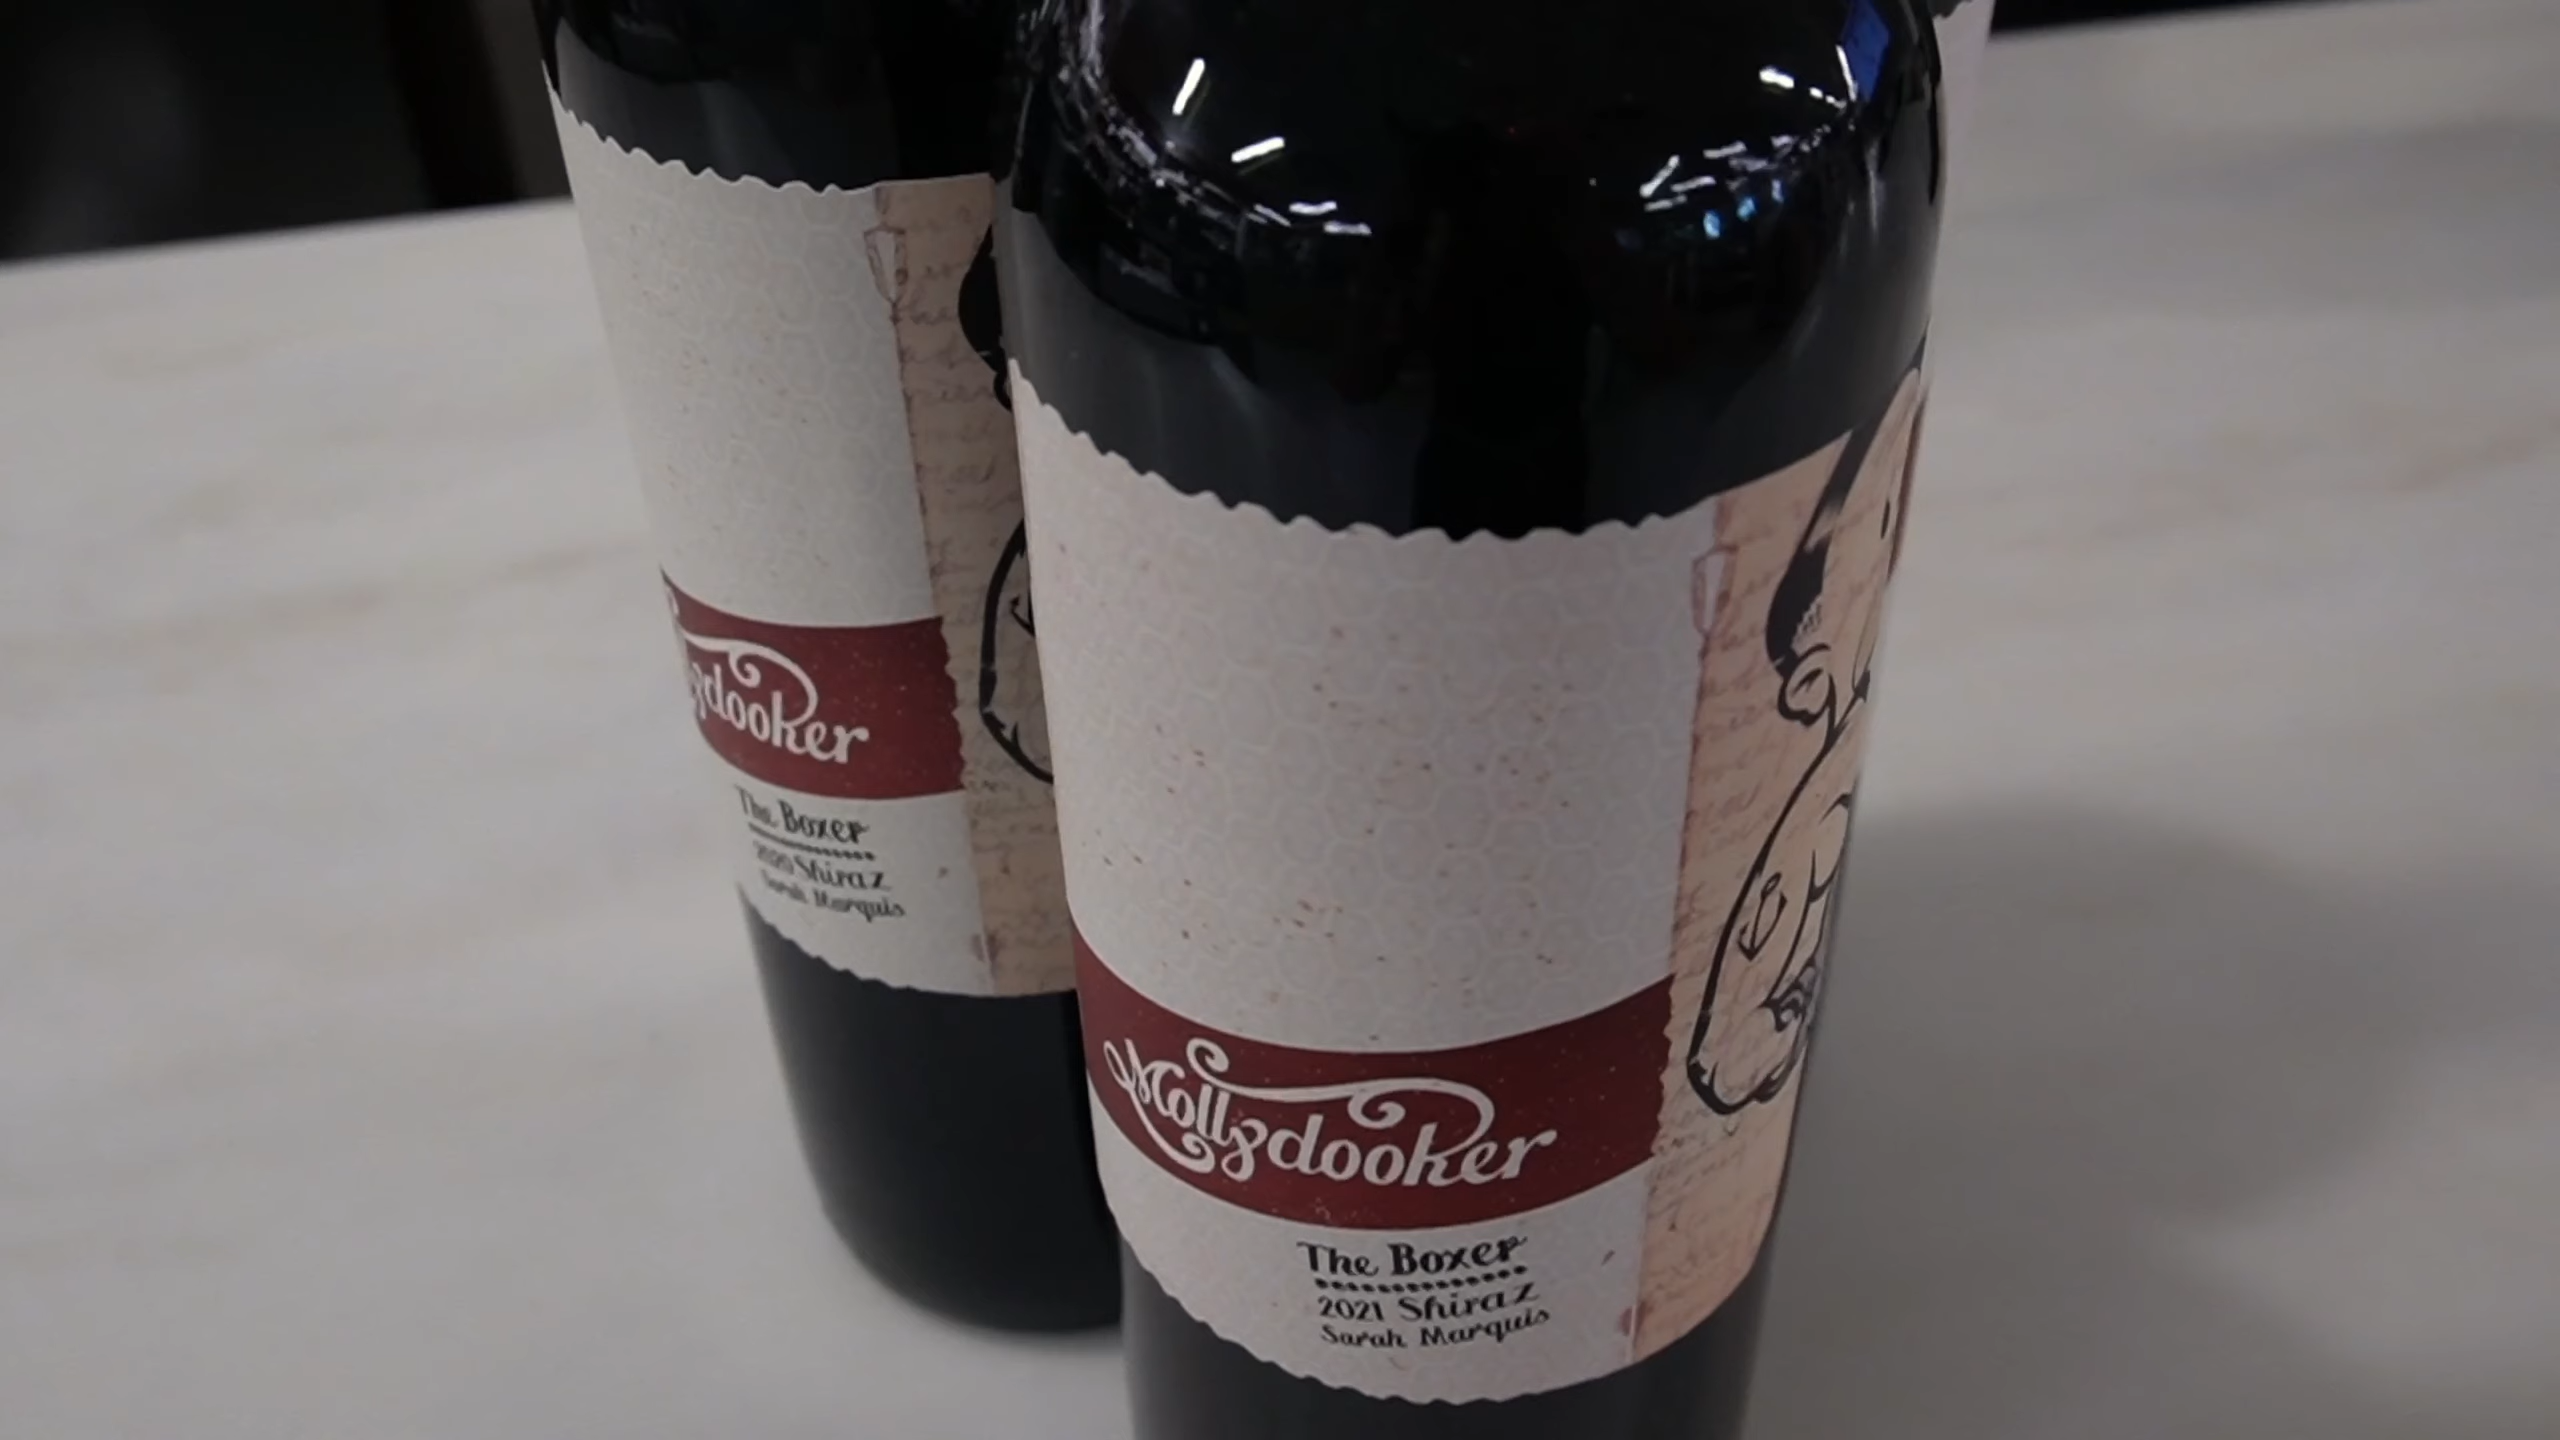 dooker
The Boxer
2020 Shiraz
Sarah Marquis
Mollydooker
The Boxer
2021 Shiraz
Sarah Marquis